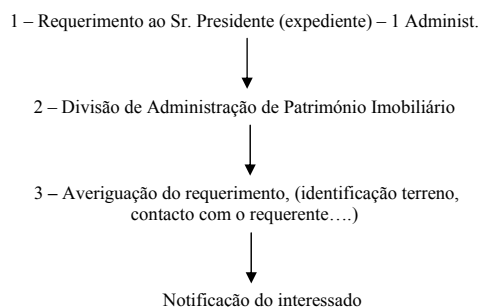 1 – Requerimento ao Sr. Presidente (expediente) – 1 Administ.
2 – Divisão de Administração de Património Imobiliário
3 – Averiguação do requerimento, (identificação terreno,
contacto com o requerente….)
Notificação do interessado